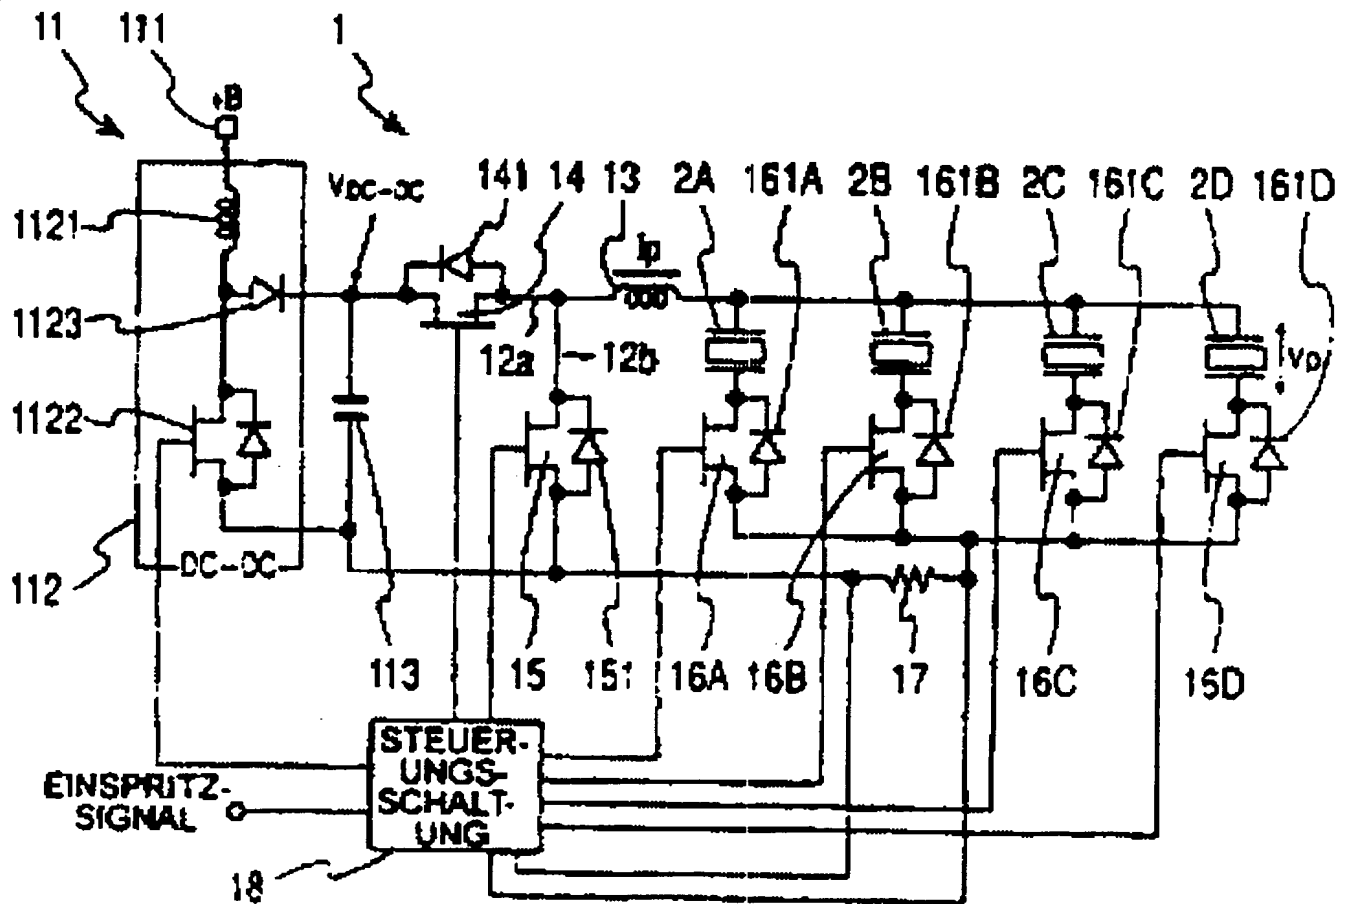 11 111 1
+B
VDC-DC 141 14 13 2A 161A 2B 161B 2C 161C 2D 161D
1121
ip
1123
12a 12b
VP
1122
DC-DC
112
113 15 151 16A 16B 17 16C 16D
STEUER-
UNGS-
SCHALT-
UNG
EINSPRITZ-
SIGNAL
18